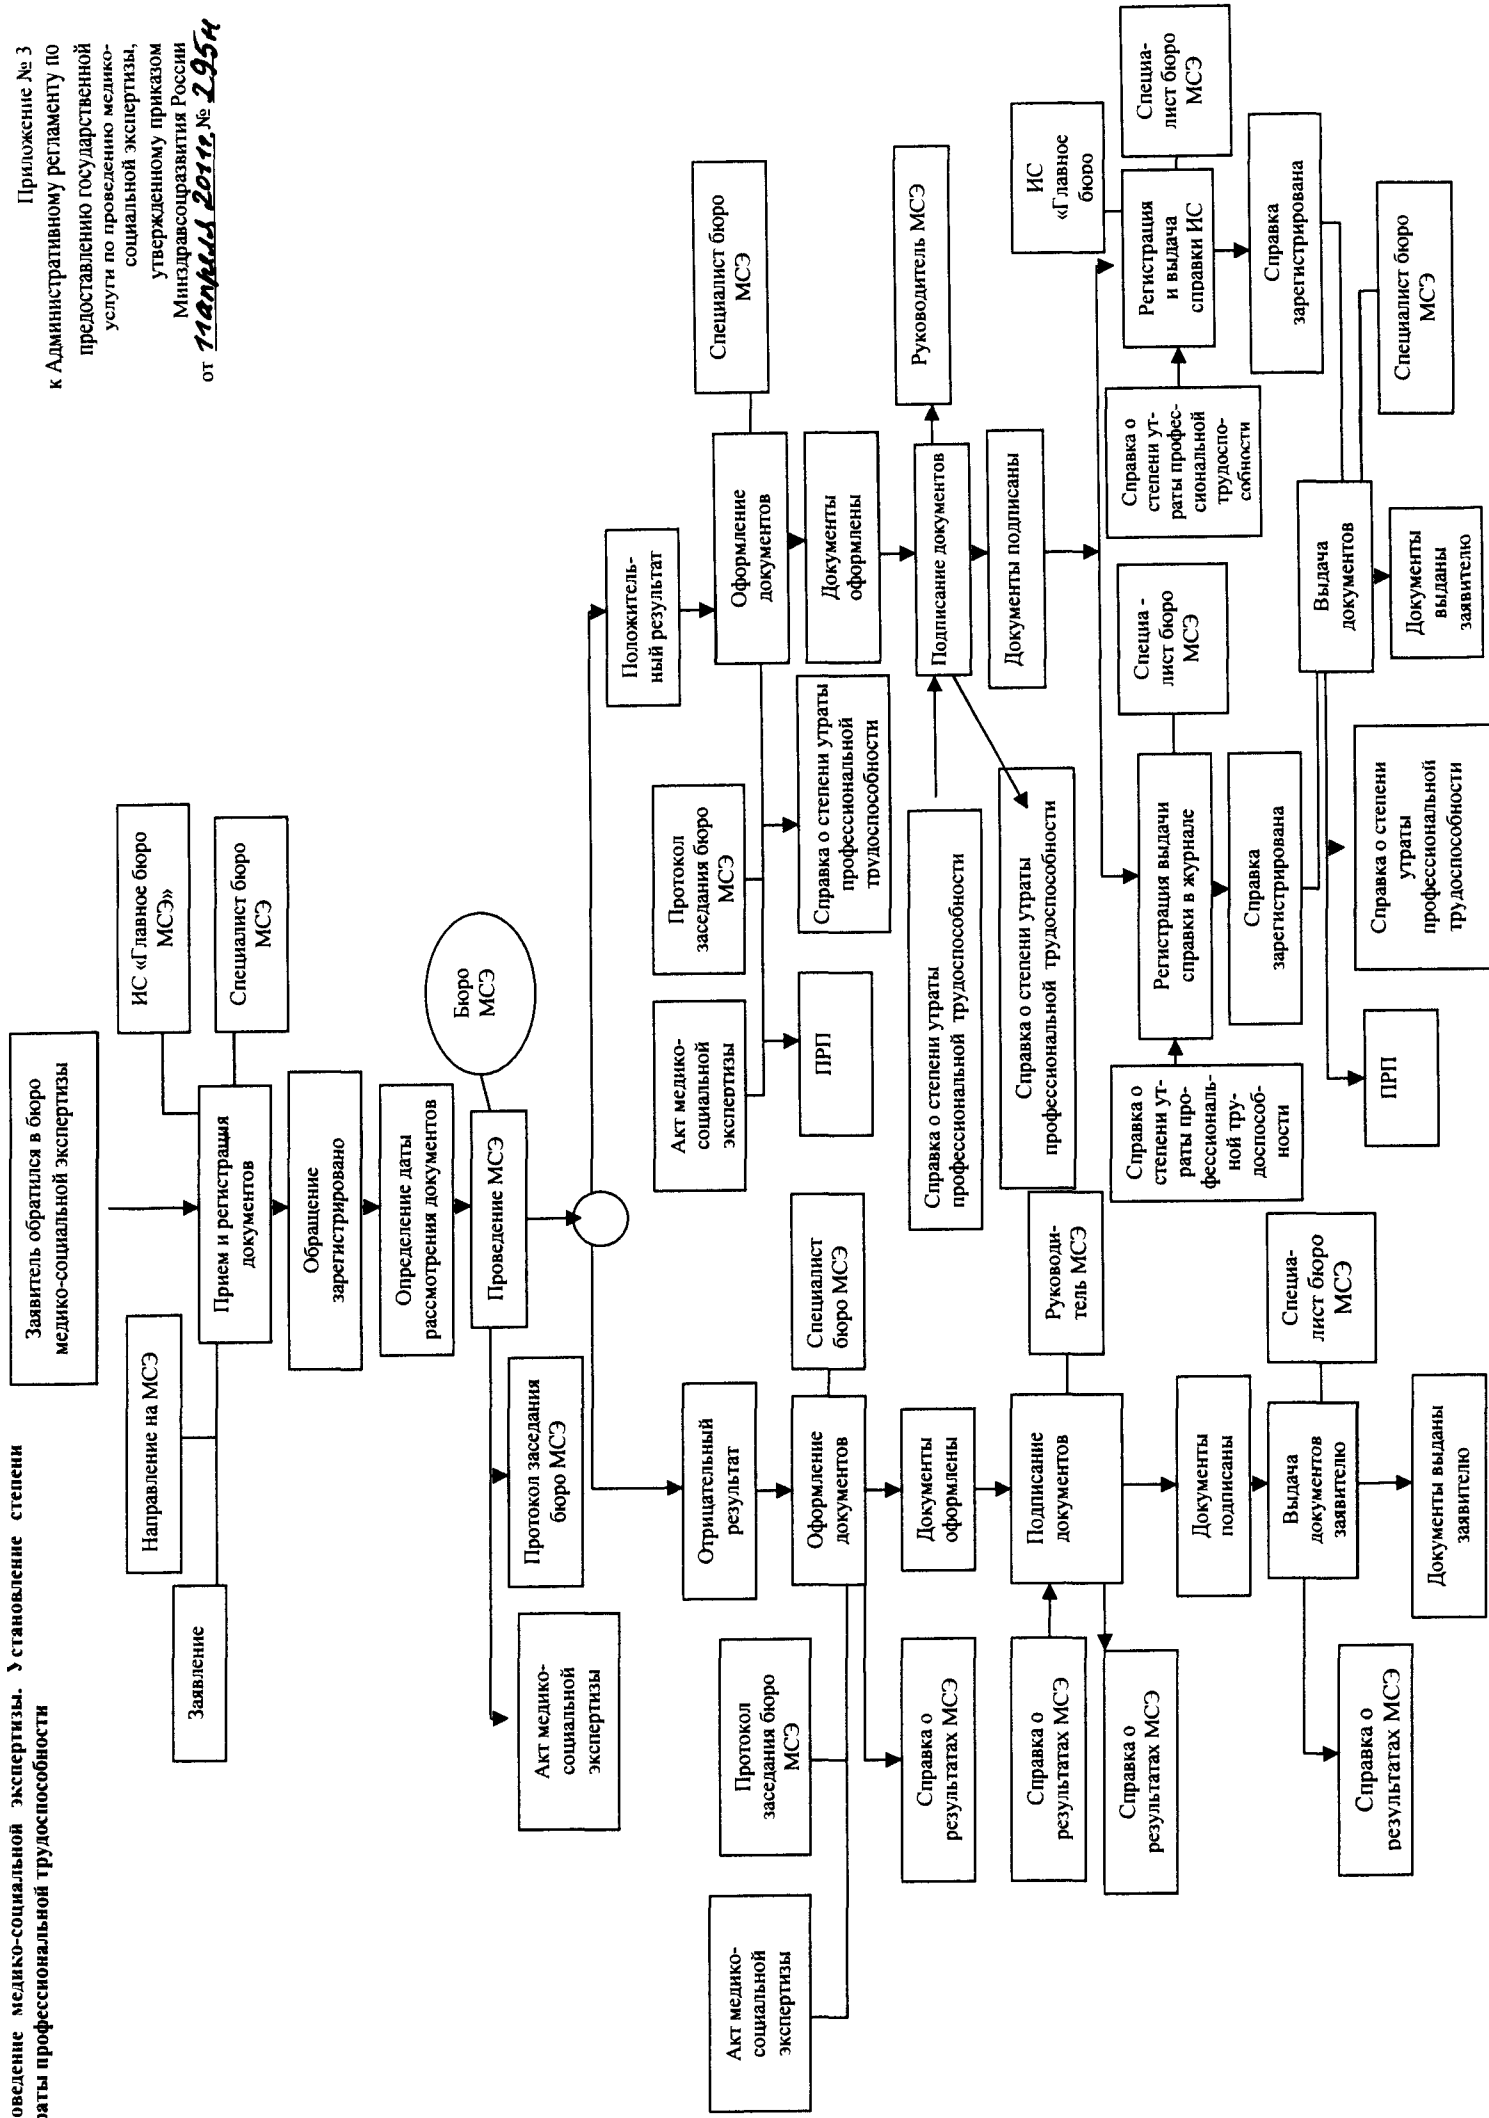 Приложение № 3
к Административному регламенту по
предоставлению государственной
услуги по проведению медико-
социальной экспертизы,
утвержденному приказом
Минздравсоцразвития России
от 11 апреля 2011г. № 295н
оведение медико-социальной экспертизы. Установление степени
раты профессиональной трудоспособности
Заявитель обратился в бюро
медико-социальной экспертизы
Направление на МСЭ
Заявление
ИС «Главное бюро
МСЭ»
Специалист бюро
МСЭ
Прием и регистрация
документов
Обращение
зарегистрировано
Определение даты
рассмотрения документов
Бюро
МСЭ
Проведение МСЭ
Протокол заседания
бюро МСЭ
Акт медико-
социальной
экспертизы
Отрицательный
результат
Специалист
бюро МСЭ
Оформление
документов
Протокол
заседания бюро
МСЭ
Акт медико-
социальной
экспертизы
Документы
оформлены
Справка о
результатах МСЭ
Руководи-
тель МСЭ
Подписание
документов
Справка о
результатах МСЭ
Справка о
результатах МСЭ
Документы
подписаны
Специа-
лист бюро
МСЭ
Выдача
документов
заявителю
Справка о
результатах МСЭ
Документы выданы
заявителю
Положитель-
ный результат
Специалист бюро
МСЭ
Оформление
документов
Протокол
заседания бюро
МСЭ
Акт медико-
социальной
экспертизы
Документы
оформлены
Справка о степени утраты
профессиональной
трудоспособности
ПРП
Руководитель МСЭ
Подписание документов
Справка о степени утраты
профессиональной трудоспособности
Документы подписаны
Справка о степени утраты
профессиональной трудоспособности
ИС
«Главное
бюро
Специа-
лист бюро
МСЭ
Регистрация
и выдача
справки ИС
Справка о
степени ут-
раты профес-
сиональной
трудоспо-
собности
Справка
зарегистрирована
Специа -
лист бюро
МСЭ
Регистрация выдачи
справки в журнале
Справка о
степени ут-
раты про-
фессиональ-
ной тру-
доспособ-
ности
Справка
зарегистрирована
Специалист бюро
МСЭ
Выдача
документов
Документы
выданы
заявителю
Справка о степени
утраты
профессиональной
трудоспособности
ПРП